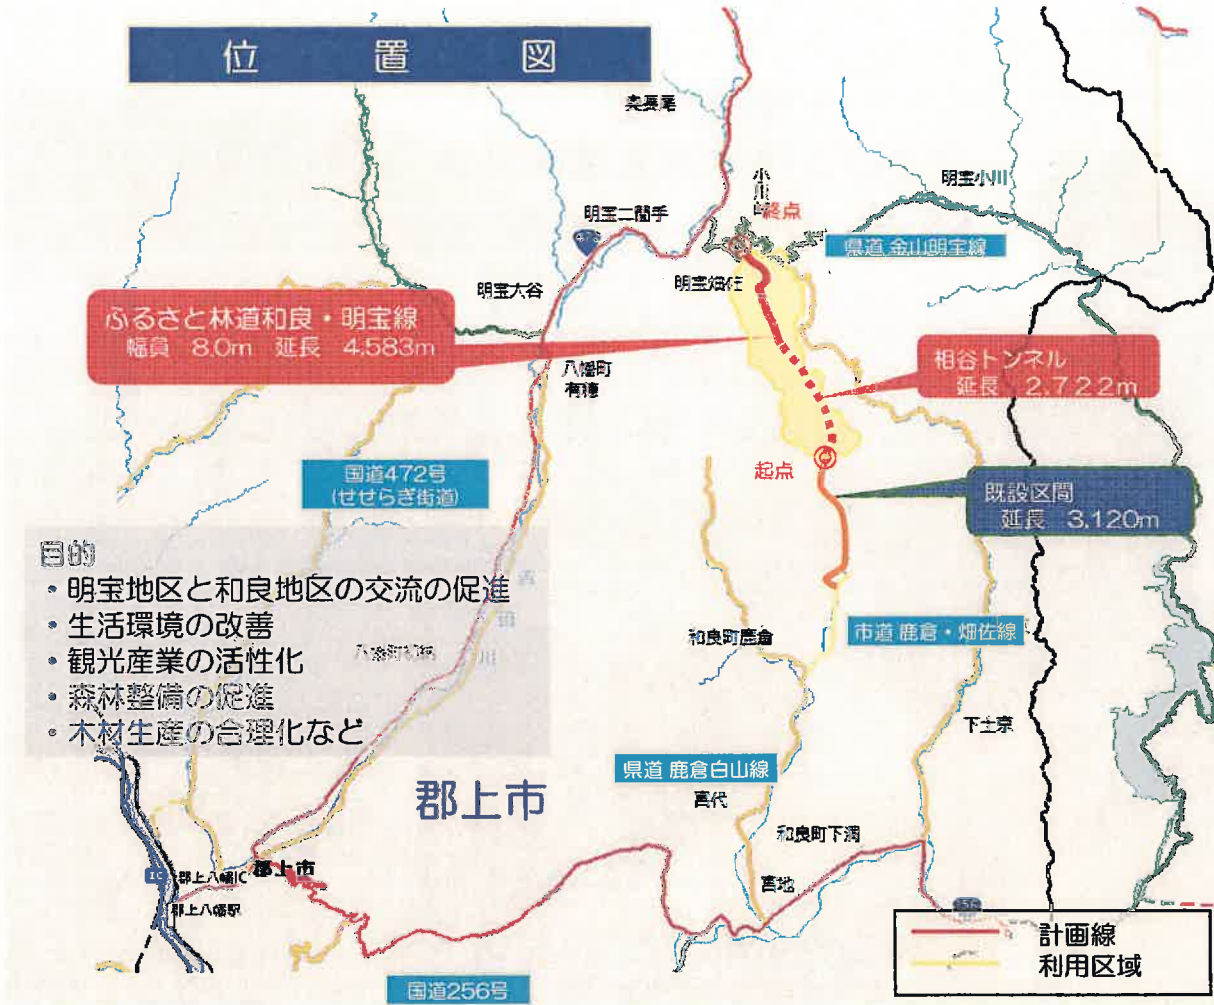 位置図
奥長尾
小川峠
終点
明宝小川
明宝二間手
県道 金山明宝線
明宝畑佐
明宝大谷
ふるさと林道和良・明宝線
幅員 8.0m 延長 4.583m
相谷トンネル
延長 2.722m
八幡町
有穂
国道472号
(せせらぎ街道)
起点
既設区間
延長 3.120m
目的
・明宝地区と和良地区の交流の促進
・生活環境の改善
・観光産業の活性化
・森林整備の促進
・木材生産の合理化など
吉田川
和良町鹿倉
市道 鹿倉・畑佐線
下土京
県道 鹿倉白山線
宮代
郡上市
和良町下洞
宮地
郡上市
IC
郡上八幡IC
郡上八幡駅
256
計画線
利用区域
国道256号